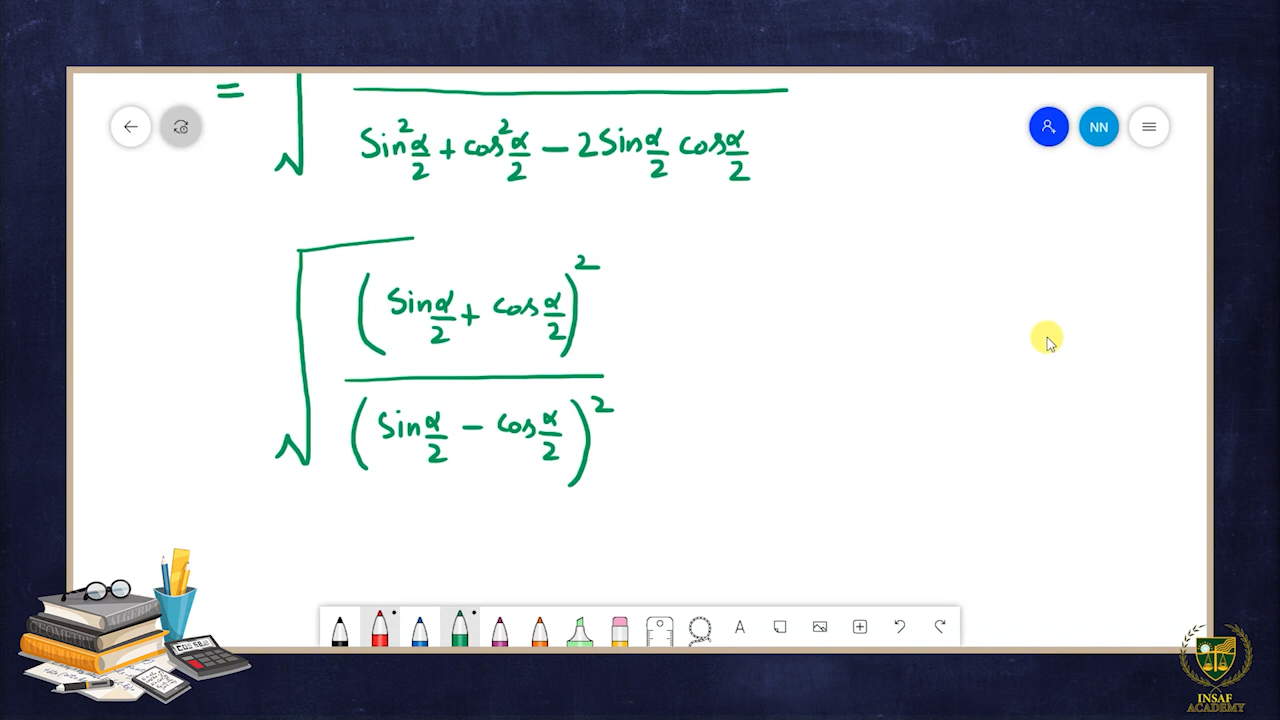 NN
= √
sin²α/2 + cos²α/2 − 2sinα/2 cosα/2
√ (sinα/2 + cosα/2)²
(sinα/2 − cosα/2)²
GEOMETRY
A
INSAF
ACADEMY